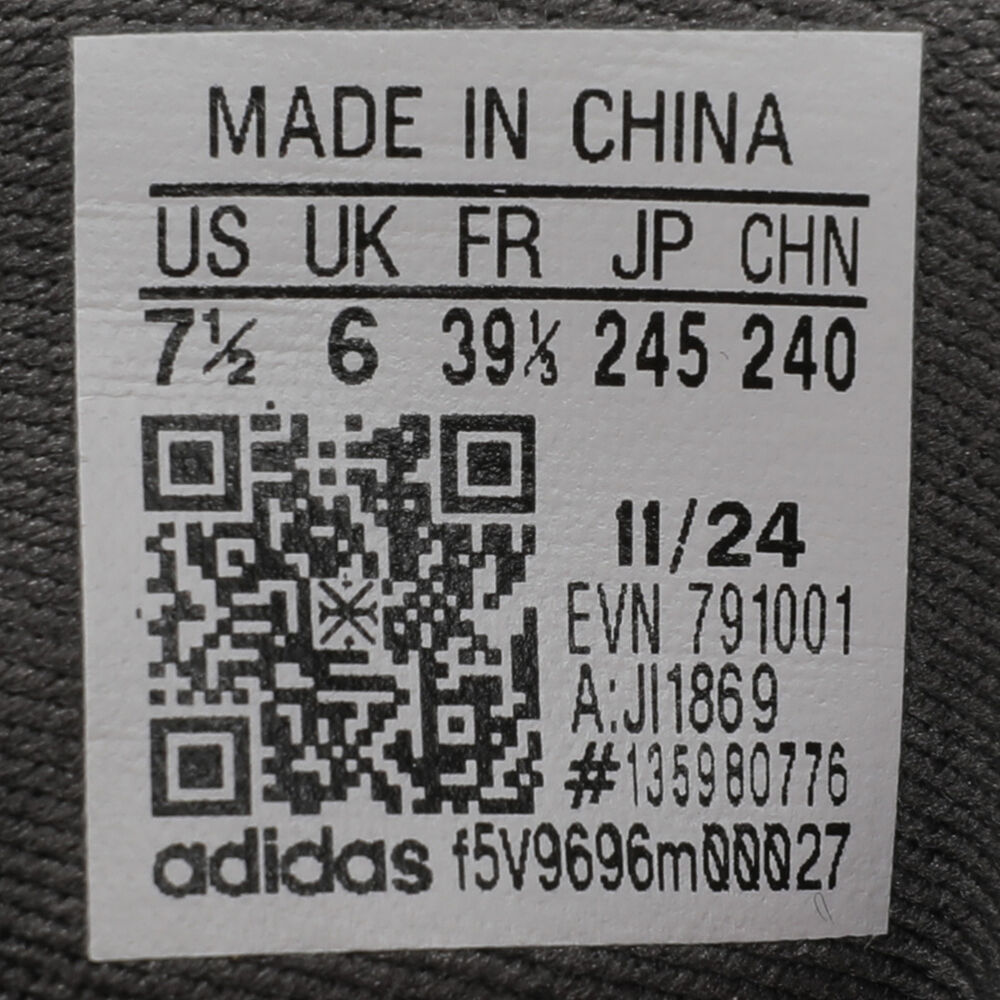 MADE IN CHINA
US UK FR JP CHN
7½ 6 39⅓ 245 240
11/24
EVN 791001
A:JI1869
#135980776
adidas f5V9696m00027